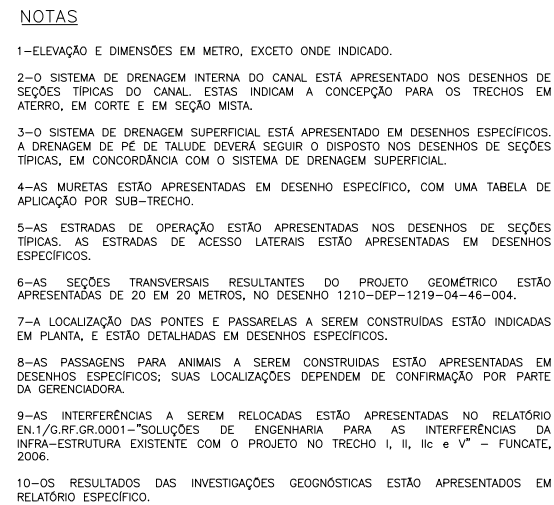 NOTAS
1-ELEVAÇÃO E DIMENSÕES EM METRO, EXCETO ONDE INDICADO.
2-O SISTEMA DE DRENAGEM INTERNA DO CANAL ESTÁ APRESENTADO NOS DESENHOS DE
SEÇÕES TÍPICAS DO CANAL. ESTAS INDICAM A CONCEPÇÃO PARA OS TRECHOS EM
ATERRO, EM CORTE E EM SEÇÃO MISTA.
3-O SISTEMA DE DRENAGEM SUPERFICIAL ESTÁ APRESENTADO EM DESENHOS ESPECÍFICOS.
A DRENAGEM DE PÉ DE TALUDE DEVERÁ SEGUIR O DISPOSTO NOS DESENHOS DE SEÇÕES
TÍPICAS, EM CONCORDÂNCIA COM O SISTEMA DE DRENAGEM SUPERFICIAL.
4-AS MURETAS ESTÃO APRESENTADAS EM DESENHO ESPECÍFICO, COM UMA TABELA DE
APLICAÇÃO POR SUB-TRECHO.
5-AS ESTRADAS DE OPERAÇÃO ESTÃO APRESENTADAS NOS DESENHOS DE SEÇÕES
TÍPICAS. AS ESTRADAS DE ACESSO LATERAIS ESTÃO APRESENTADAS EM DESENHOS
ESPECÍFICOS.
6-AS SEÇÕES TRANSVERSAIS RESULTANTES DO PROJETO GEOMÉTRICO ESTÃO
APRESENTADAS DE 20 EM 20 METROS, NO DESENHO 1210-DEP-1219-04-46-004.
7-A LOCALIZAÇÃO DAS PONTES E PASSARELAS A SEREM CONSTRUÍDAS ESTÃO INDICADAS
EM PLANTA, E ESTÃO DETALHADAS EM DESENHOS ESPECÍFICOS.
8-AS PASSAGENS PARA ANIMAIS A SEREM CONSTRUIDAS ESTÃO APRESENTADAS EM
DESENHOS ESPECÍFICOS; SUAS LOCALIZAÇÕES DEPENDEM DE CONFIRMAÇÃO POR PARTE
DA GERENCIADORA.
9-AS INTERFERÊNCIAS A SEREM RELOCADAS ESTÃO APRESENTADAS NO RELATÓRIO
EN.1/G.RF.GR.0001-"SOLUÇÕES DE ENGENHARIA PARA AS INTERFERÊNCIAS DA
INFRA-ESTRUTURA EXISTENTE COM O PROJETO NO TRECHO I, II, IIc e V" - FUNCATE,
2006.
10-OS RESULTADOS DAS INVESTIGAÇÕES GEOGNÓSTICAS ESTÃO APRESENTADOS EM
RELATÓRIO ESPECÍFICO.